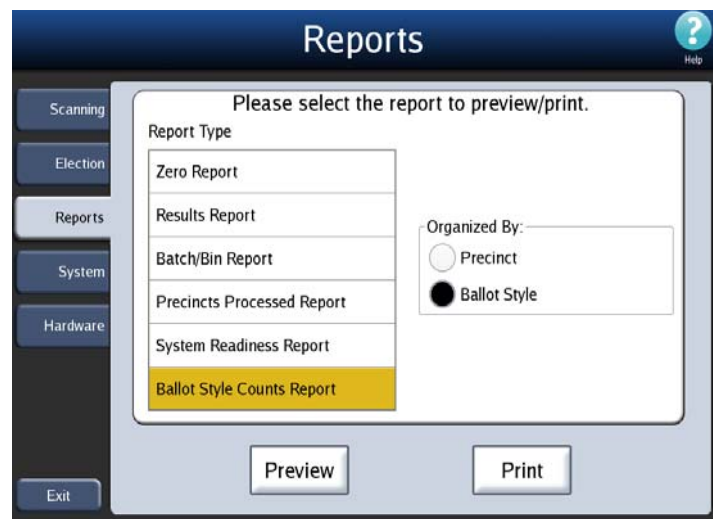 Reports
Help
Scanning
Election
Reports
System
Hardware
Exit
Please select the report to preview/print.
Report Type
Zero Report
Results Report
Batch/Bin Report
Precincts Processed Report
System Readiness Report
Ballot Style Counts Report
Organized By:
Precinct
Ballot Style
Preview
Print